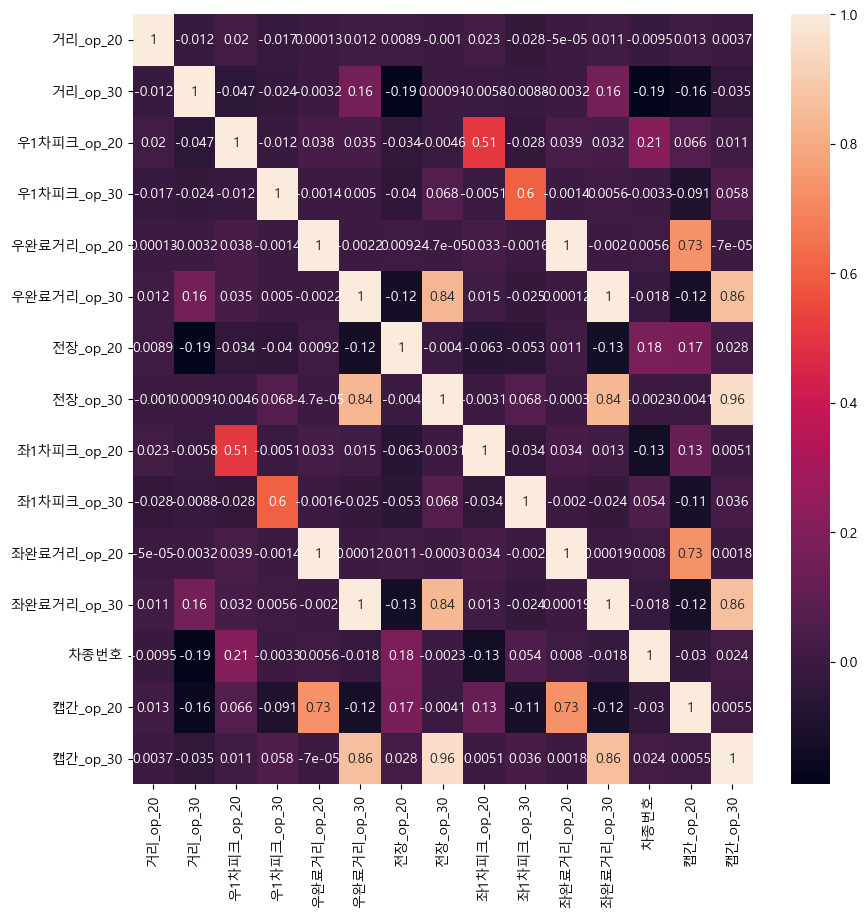 거리_op_20 1 -0.012 0.02 -0.017 0.00013 0.012 0.0089 -0.001 0.023 -0.028 -5e-05 0.011 -0.0095 0.013 0.0037
거리_op_30 -0.012 1 -0.047 -0.024 -0.0032 0.16 -0.19 0.00091 -0.0058 -0.0088 -0.0032 0.16 -0.19 -0.16 -0.035
우1차피크_op_20 0.02 -0.047 1 -0.012 0.038 0.035 -0.034 -0.0046 0.51 -0.028 0.039 0.032 0.21 0.066 0.011
우1차피크_op_30 -0.017 -0.024 -0.012 1 -0.0014 0.005 -0.04 0.068 -0.0051 0.6 -0.0014 0.0056 -0.0033 -0.091 0.058
우완료거리_op_20 0.00013 -0.0032 0.038 -0.0014 1 -0.0022 0.0092 -4.7e-05 0.033 -0.0016 1 -0.002 0.0056 0.73 -7e-05
우완료거리_op_30 0.012 0.16 0.035 0.005 -0.0022 1 -0.12 0.84 0.015 -0.025 0.00012 1 -0.018 -0.12 0.86
전장_op_20 0.0089 -0.19 -0.034 -0.04 0.0092 -0.12 1 -0.004 -0.063 -0.053 0.011 -0.13 0.18 0.17 0.028
전장_op_30 -0.001 0.00091 -0.0046 0.068 -4.7e-05 0.84 -0.004 1 -0.0031 0.068 -0.0003 0.84 -0.0023 -0.0041 0.96
좌1차피크_op_20 0.023 -0.0058 0.51 -0.0051 0.033 0.015 -0.063 -0.0031 1 -0.034 0.034 0.013 -0.13 0.13 0.0051
좌1차피크_op_30 -0.028 -0.0088 -0.028 0.6 -0.0016 -0.025 -0.053 0.068 -0.034 1 -0.002 -0.024 0.054 -0.11 0.036
좌완료거리_op_20 -5e-05 -0.0032 0.039 -0.0014 1 0.00012 0.011 -0.0003 0.034 -0.002 1 0.00019 0.008 0.73 0.0018
좌완료거리_op_30 0.011 0.16 0.032 0.0056 -0.002 1 -0.13 0.84 0.013 -0.024 0.00019 1 -0.018 -0.12 0.86
차종번호 -0.0095 -0.19 0.21 -0.0033 0.0056 -0.018 0.18 -0.0023 -0.13 0.054 0.008 -0.018 1 -0.03 0.024
캡간_op_20 0.013 -0.16 0.066 -0.091 0.73 -0.12 0.17 -0.0041 0.13 -0.11 0.73 -0.12 -0.03 1 0.0055
캡간_op_30 0.0037 -0.035 0.011 0.058 -7e-05 0.86 0.028 0.96 0.0051 0.036 0.0018 0.86 0.024 0.0055 1
거리_op_20
거리_op_30
우1차피크_op_20
우1차피크_op_30
우완료거리_op_20
우완료거리_op_30
전장_op_20
전장_op_30
좌1차피크_op_20
좌1차피크_op_30
좌완료거리_op_20
좌완료거리_op_30
차종번호
캡간_op_20
캡간_op_30
1.0
0.8
0.6
0.4
0.2
0.0